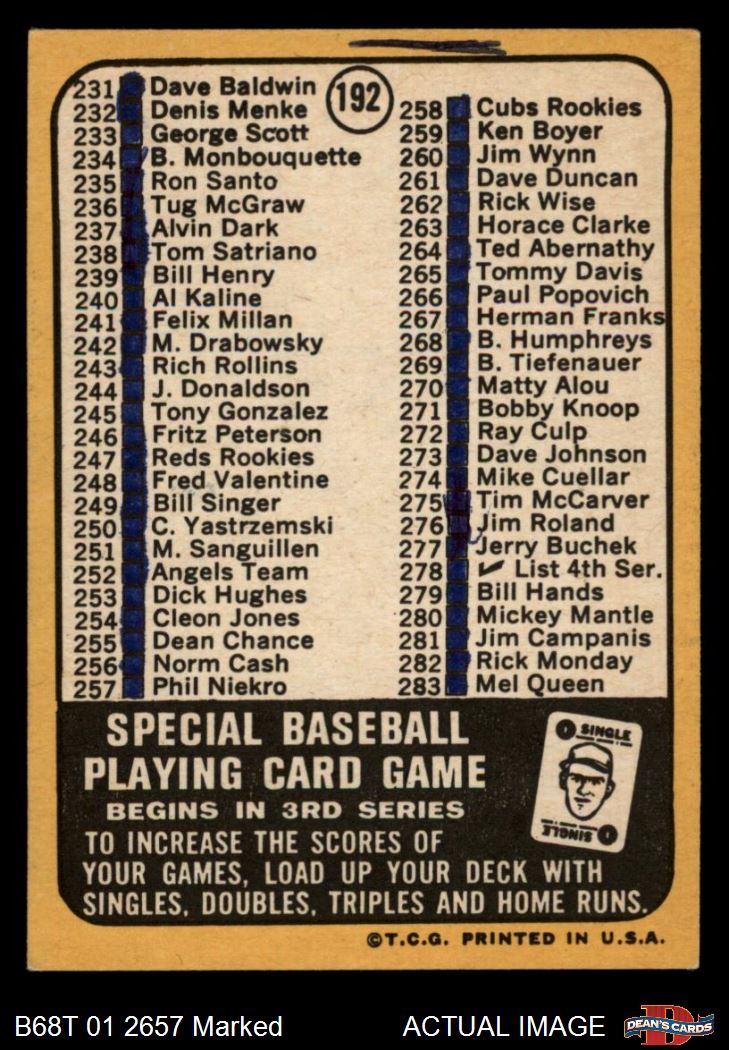 192
231 Dave Baldwin
232 Denis Menke
233 George Scott
234 B. Monbouquette
235 Ron Santo
236 Tug McGraw
237 Alvin Dark
238 Tom Satriano
239 Bill Henry
240 Al Kaline
241 Felix Millan
242 M. Drabowsky
243 Rich Rollins
244 J. Donaldson
245 Tony Gonzalez
246 Fritz Peterson
247 Reds Rookies
248 Fred Valentine
249 Bill Singer
250 C. Yastrzemski
251 M. Sanguillen
252 Angels Team
253 Dick Hughes
254 Cleon Jones
255 Dean Chance
256 Norm Cash
257 Phil Niekro
258 Cubs Rookies
259 Ken Boyer
260 Jim Wynn
261 Dave Duncan
262 Rick Wise
263 Horace Clarke
264 Ted Abernathy
265 Tommy Davis
266 Paul Popovich
267 Herman Franks
268 B. Humphreys
269 B. Tiefenauer
270 Matty Alou
271 Bobby Knoop
272 Ray Culp
273 Dave Johnson
274 Mike Cuellar
275 Tim McCarver
276 Jim Roland
277 Jerry Buchek
278 ✔ List 4th Ser.
279 Bill Hands
280 Mickey Mantle
281 Jim Campanis
282 Rick Monday
283 Mel Queen
SPECIAL BASEBALL
PLAYING CARD GAME
BEGINS IN 3RD SERIES
TO INCREASE THE SCORES OF
YOUR GAMES, LOAD UP YOUR DECK WITH
SINGLES, DOUBLES, TRIPLES AND HOME RUNS.
SINGLE
SINGLE
©T.C.G. PRINTED IN U.S.A.
B68T 01 2657 Marked
ACTUAL IMAGE
DEAN'S CARDS